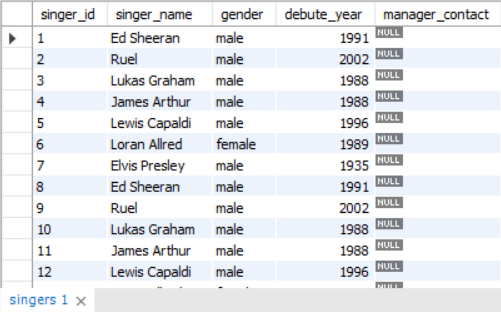 singer_id singer_name gender debute_year manager_contact
1 Ed Sheeran male 1991 NULL
2 Ruel male 2002 NULL
3 Lukas Graham male 1988 NULL
4 James Arthur male 1988 NULL
5 Lewis Capaldi male 1996 NULL
6 Loran Allred female 1989 NULL
7 Elvis Presley male 1935 NULL
8 Ed Sheeran male 1991 NULL
9 Ruel male 2002 NULL
10 Lukas Graham male 1988 NULL
11 James Arthur male 1988 NULL
12 Lewis Capaldi male 1996 NULL
NULL
singers 1